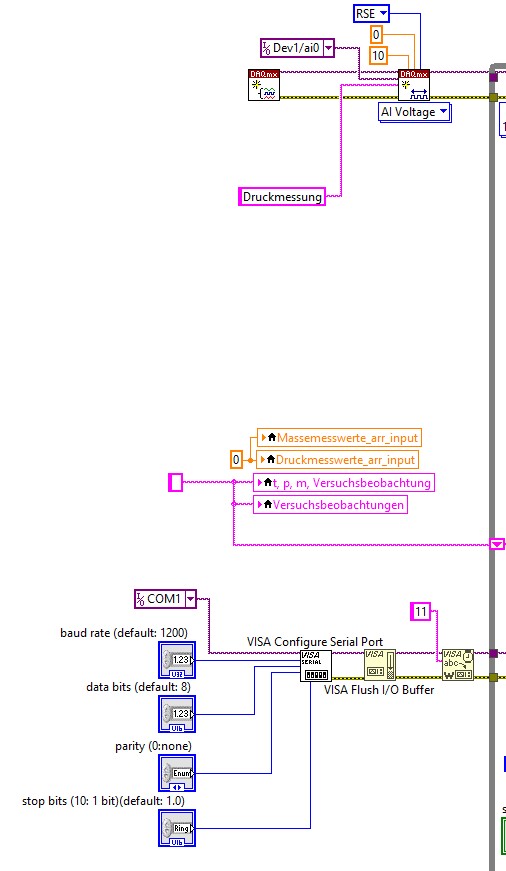 RSE
0
Dev1/ai0
10
DAQmx
DAQmx
AI Voltage
1
Druckmessung
Massemesswerte_arr_input
0
Druckmesswerte_arr_input
t, p, m, Versuchsbeobachtung
Versuchsbeobachtungen
COM1
11
baud rate (default: 1200)
VISA Configure Serial Port
1.23
U32
VISA
SERIAL
VISA
VISA
abc
W
data bits (default: 8)
VISA Flush I/O Buffer
1.23
U16
parity (0:none)
Enum
stop bits (10: 1 bit)(default: 1.0)
s
Ring
U16